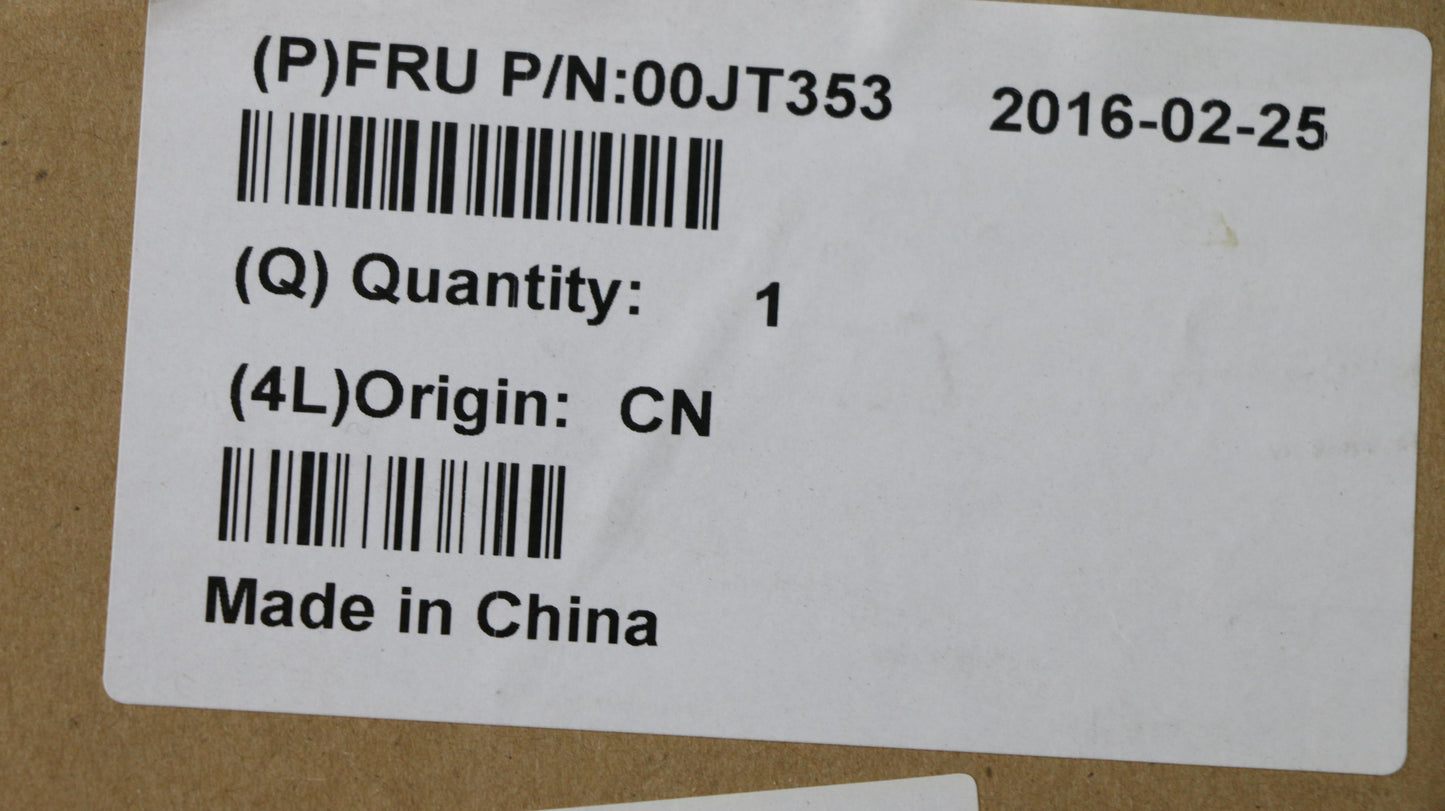 (P)FRU P/N:00JT353 2016-02-25
(Q) Quantity: 1
(4L)Origin: CN
Made in China